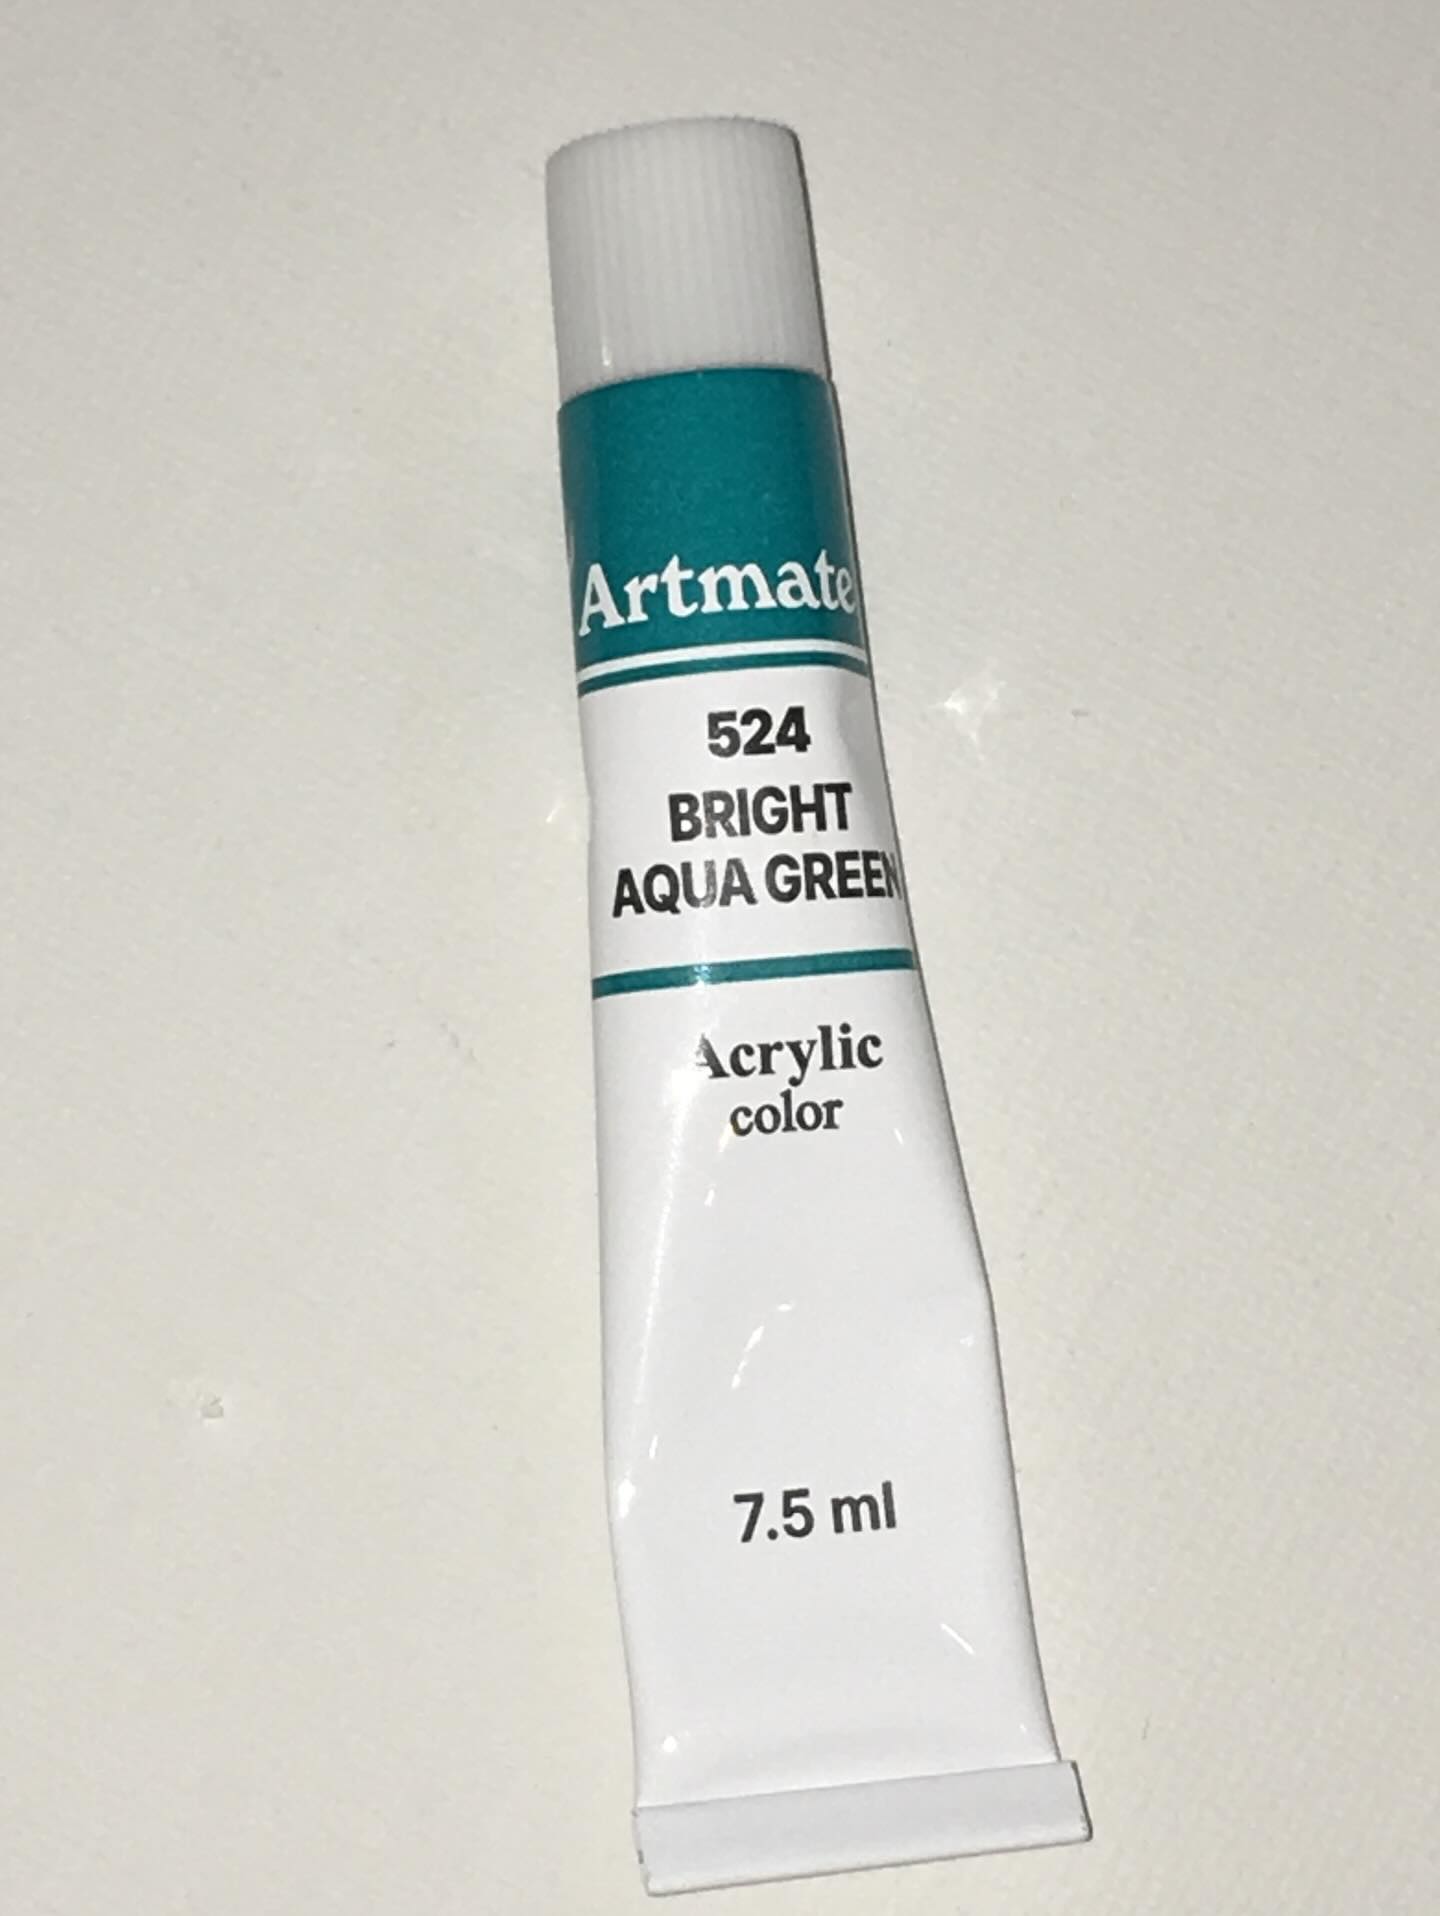 Artmate
524
BRIGHT
AQUA GREEN
Acrylic
color
7.5 ml